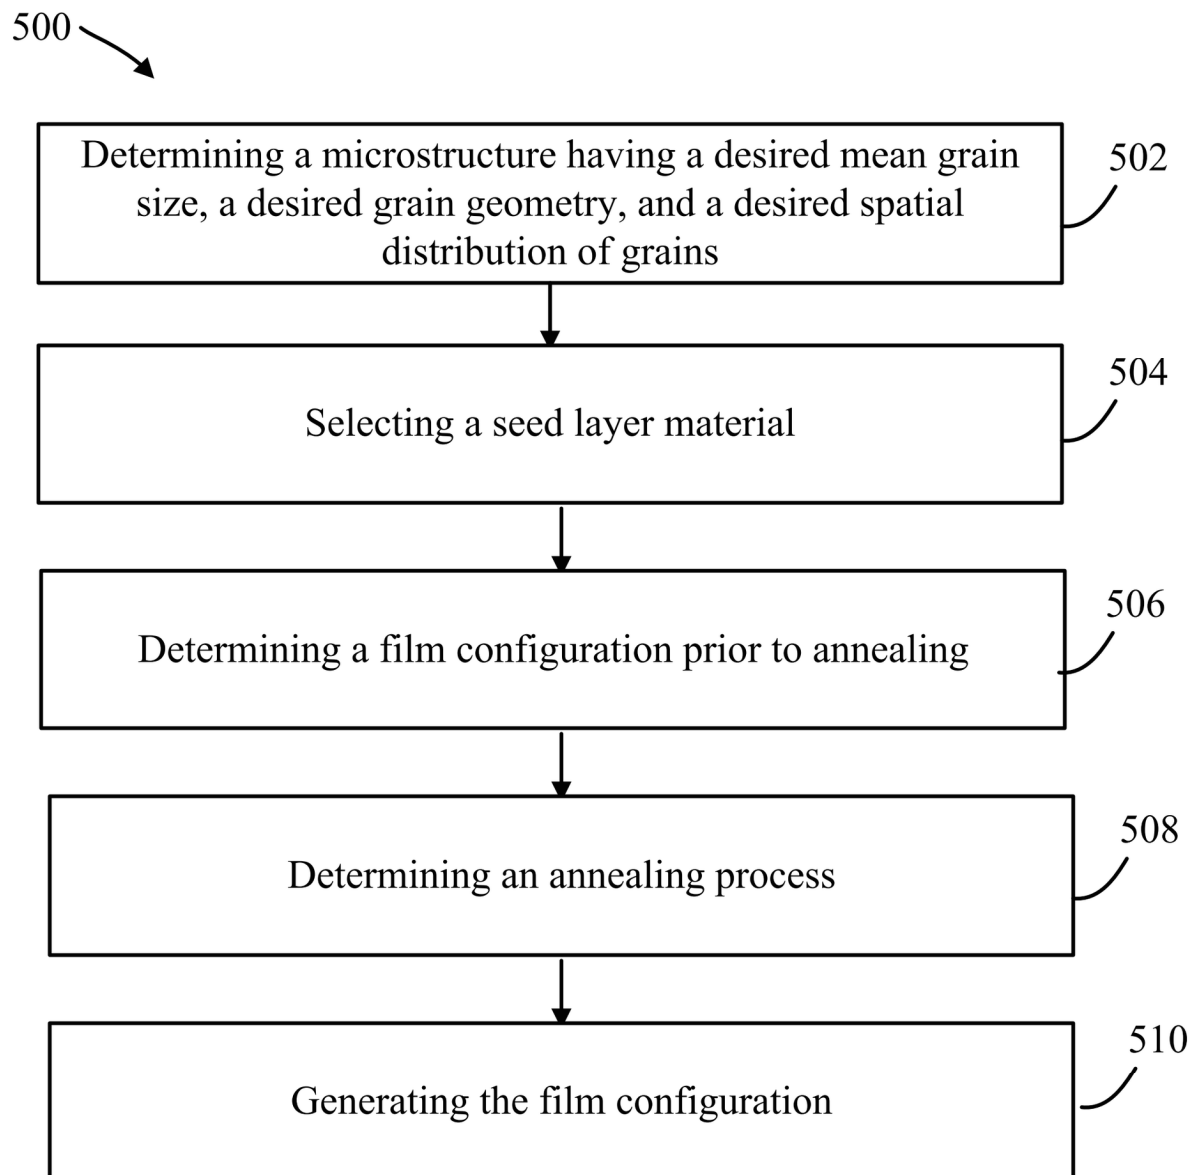 500
Determining a microstructure having a desired mean grain
size, a desired grain geometry, and a desired spatial
distribution of grains
502
Selecting a seed layer material
504
Determining a film configuration prior to annealing
506
Determining an annealing process
508
Generating the film configuration
510